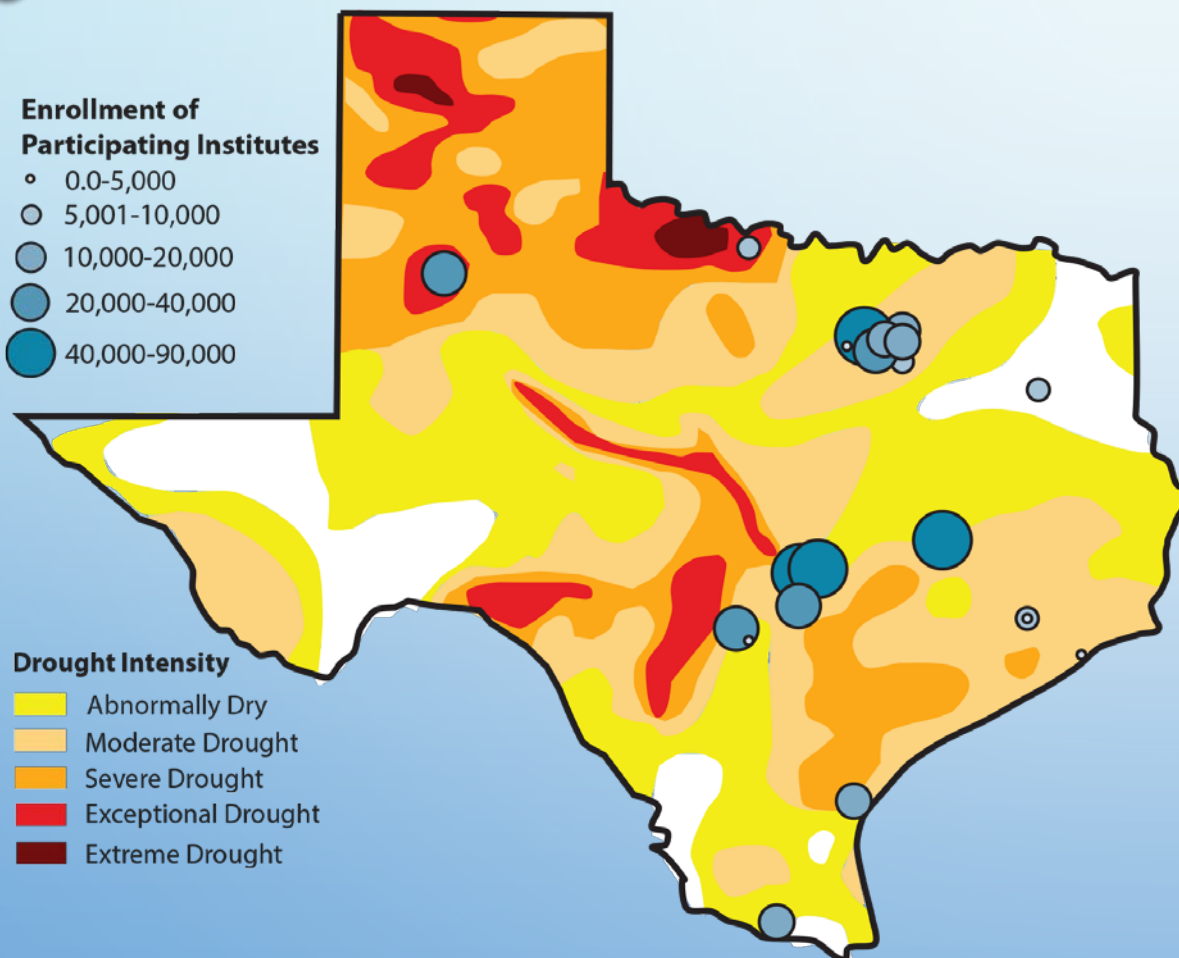 Enrollment of
Participating Institutes
0.0-5,000
5,001-10,000
10,000-20,000
20,000-40,000
40,000-90,000
Drought Intensity
Abnormally Dry
Moderate Drought
Severe Drought
Exceptional Drought
Extreme Drought